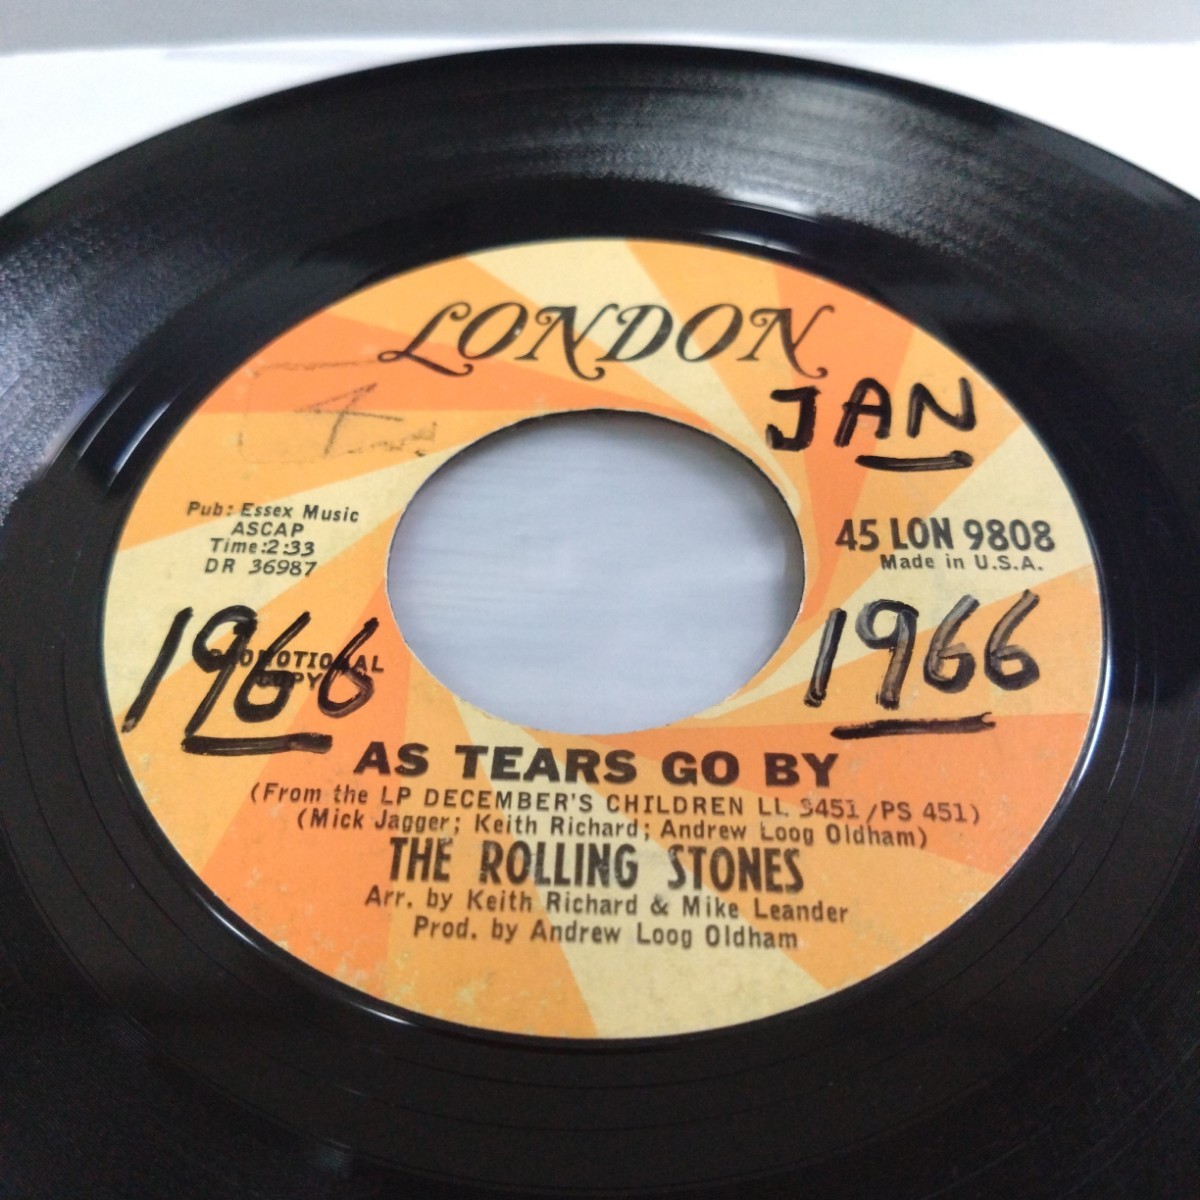 LONDON
4
JAN
Pub: Essex Music
ASCAP
Time:2:33
DR 36987
45 LON 9808
Made in U.S.A.
1966
PROMOTIONAL
COPY
1966
AS TEARS GO BY
(From the LP DECEMBER'S CHILDREN LL 3451/PS 451)
(Mick Jagger; Keith Richard; Andrew Loog Oldham)
THE ROLLING STONES
Arr. by Keith Richard & Mike Leander
Prod. by Andrew Loog Oldham